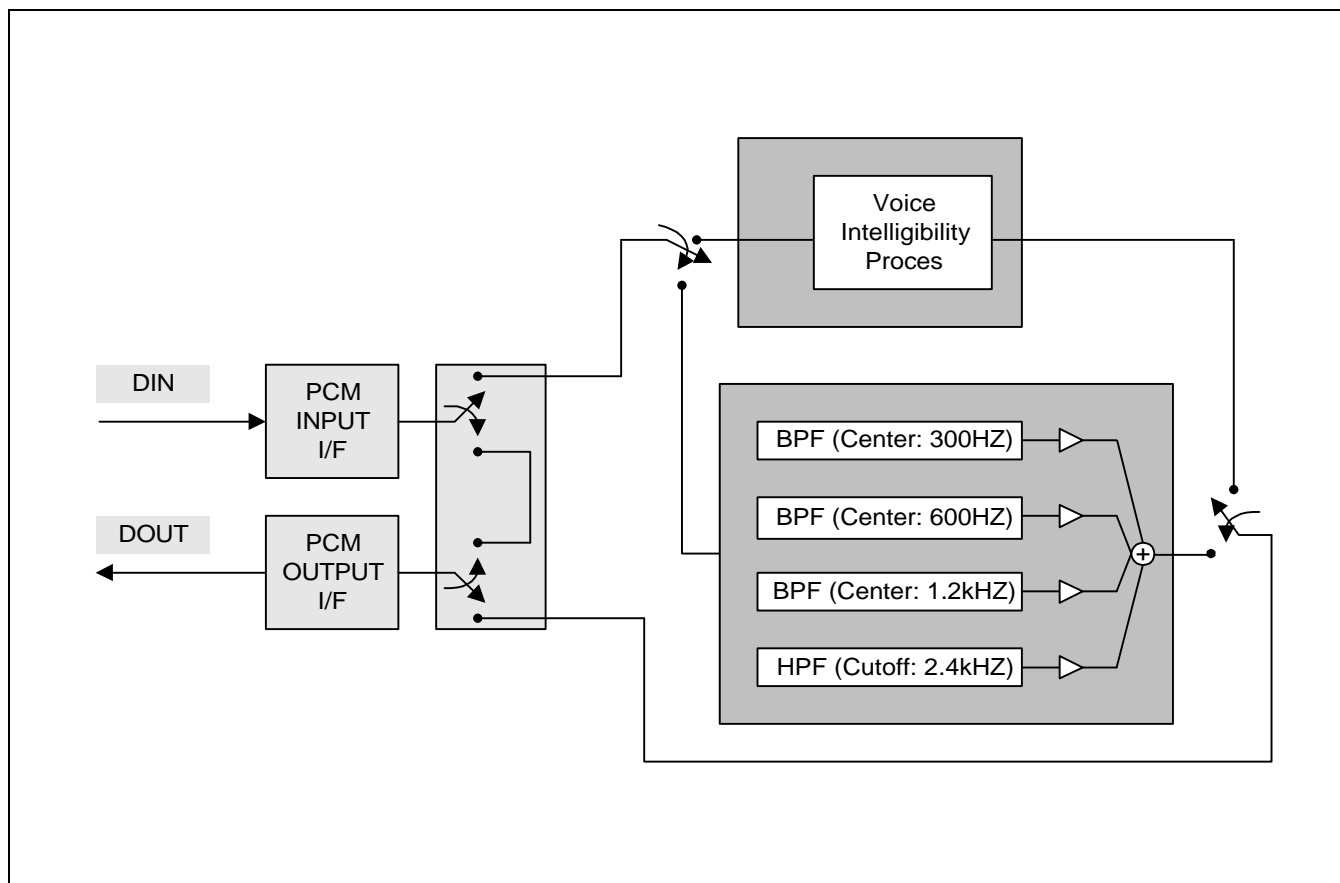 Voice
Intelligibility
Proces
DIN
PCM
INPUT
I/F
BPF (Center: 300HZ)
BPF (Center: 600HZ)
DOUT
PCM
OUTPUT
I/F
BPF (Center: 1.2kHZ)
HPF (Cutoff: 2.4kHZ)